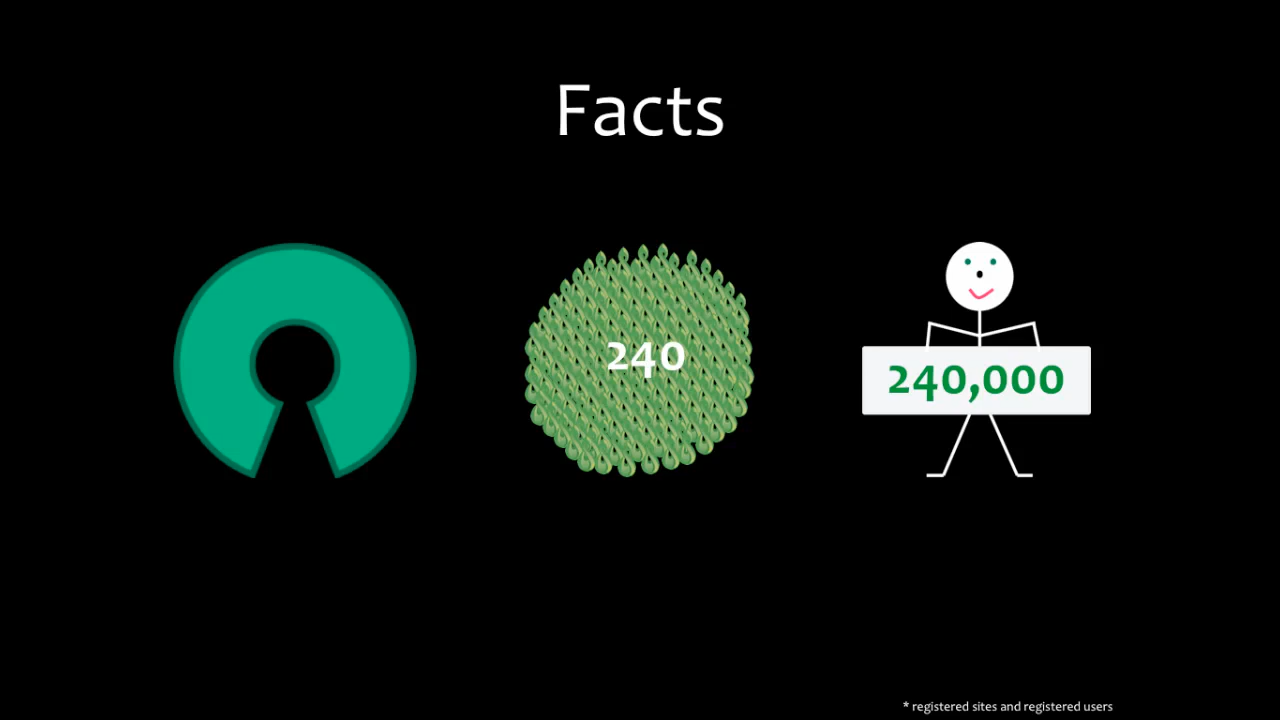 Facts
240
240,000
* registered sites and registered users